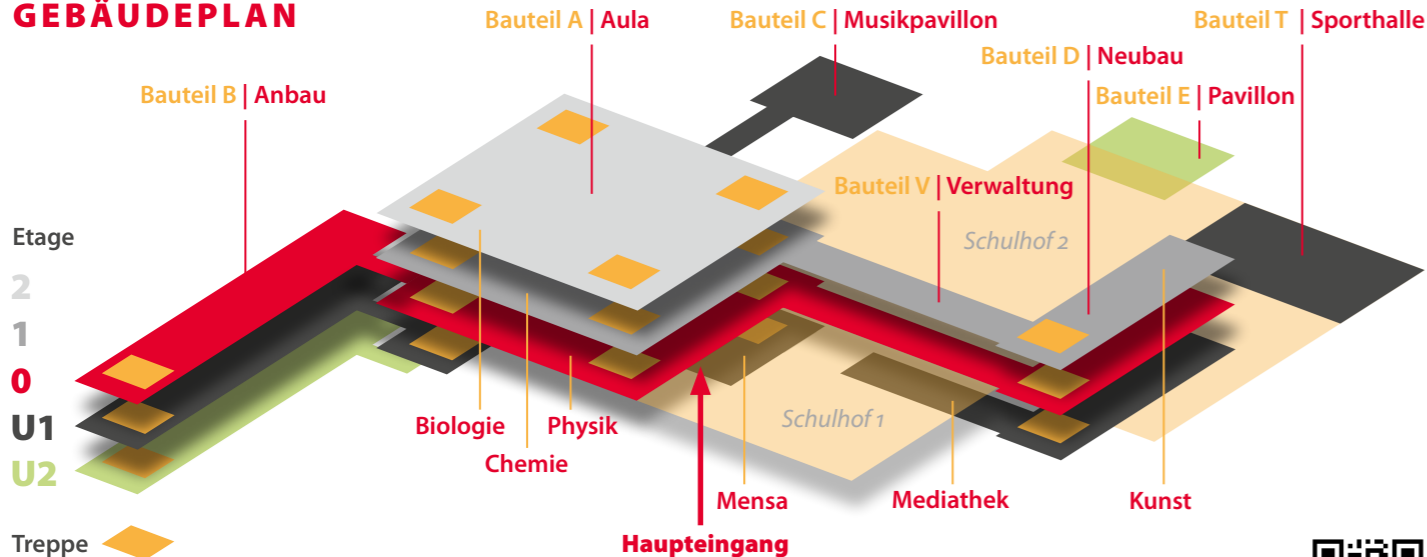 GEBÄUDEPLAN
Bauteil A | Aula
Bauteil C | Musikpavillon
Bauteil T | Sporthalle
Bauteil D | Neubau
Bauteil B | Anbau
Bauteil E | Pavillon
Bauteil V | Verwaltung
Etage
Schulhof 2
2
1
0
U1
U2
Schulhof 1
Biologie
Physik
Chemie
Mensa
Mediathek
Kunst
Treppe
Haupteingang